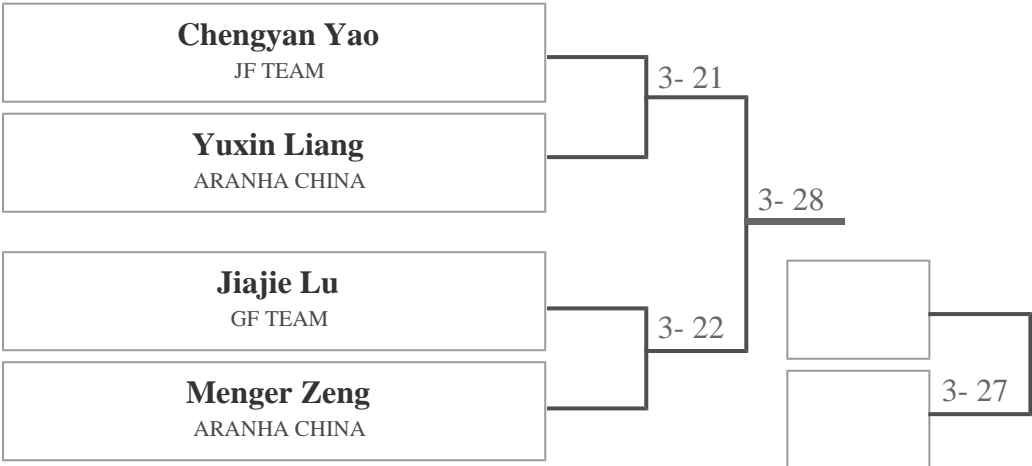 Chengyan Yao
JF TEAM
3- 21
Yuxin Liang
ARANHA CHINA
3- 28
Jiajie Lu
GF TEAM
3- 22
Menger Zeng
ARANHA CHINA
3- 27